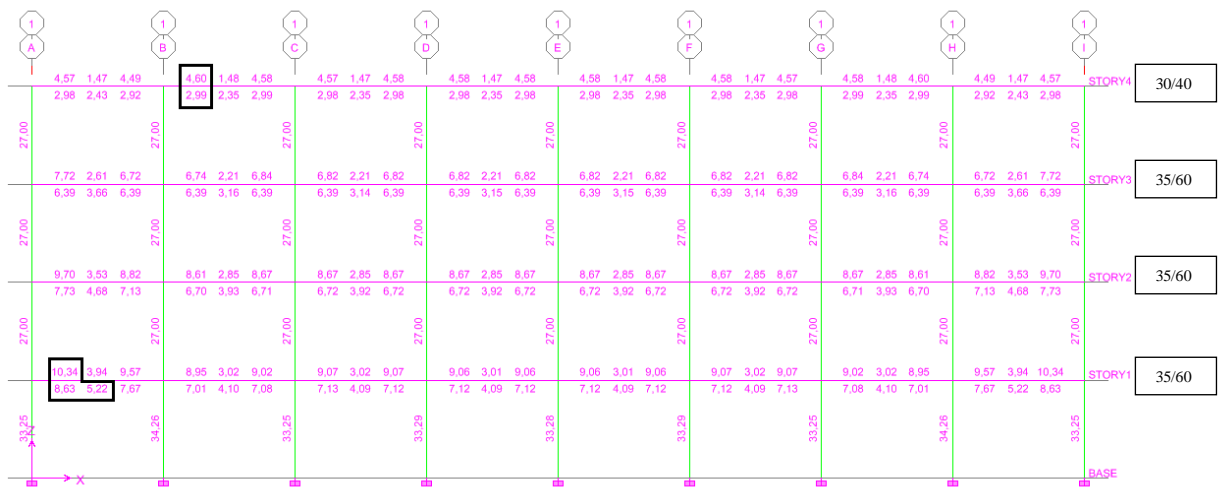 1 1 1 1 1 1 1 1 1
A B C D E F G H I
4,57 1,47 4,49 4,60 1,48 4,58 4,57 1,47 4,58 4,58 1,47 4,58 4,58 1,47 4,58 4,58 1,47 4,57 4,58 1,48 4,60 4,49 1,47 4,57
STORY4 30/40
2,98 2,43 2,92 2,99 2,35 2,99 2,98 2,35 2,98 2,98 2,35 2,98 2,98 2,35 2,98 2,98 2,35 2,98 2,99 2,35 2,99 2,92 2,43 2,98
27,00 27,00 27,00 27,00 27,00 27,00 27,00 27,00 27,00
7,72 2,61 6,72 6,74 2,21 6,84 6,82 2,21 6,82 6,82 2,21 6,82 6,82 2,21 6,82 6,82 2,21 6,82 6,84 2,21 6,74 6,72 2,61 7,72
STORY3 35/60
6,39 3,66 6,39 6,39 3,16 6,39 6,39 3,14 6,39 6,39 3,15 6,39 6,39 3,15 6,39 6,39 3,14 6,39 6,39 3,16 6,39 6,39 3,66 6,39
27,00 27,00 27,00 27,00 27,00 27,00 27,00 27,00 27,00
9,70 3,53 8,82 8,61 2,85 8,67 8,67 2,85 8,67 8,67 2,85 8,67 8,67 2,85 8,67 8,67 2,85 8,67 8,67 2,85 8,61 8,82 3,53 9,70
STORY2 35/60
7,73 4,68 7,13 6,70 3,93 6,71 6,72 3,92 6,72 6,72 3,92 6,72 6,72 3,92 6,72 6,72 3,92 6,72 6,71 3,93 6,70 7,13 4,68 7,73
27,00 27,00 27,00 27,00 27,00 27,00 27,00 27,00 27,00
10,34 3,94 9,57 8,95 3,02 9,02 9,07 3,02 9,07 9,06 3,01 9,06 9,06 3,01 9,06 9,07 3,02 9,07 9,02 3,02 8,95 9,57 3,94 10,34
STORY1 35/60
8,63 5,22 7,67 7,01 4,10 7,08 7,13 4,09 7,12 7,12 4,09 7,12 7,12 4,09 7,12 7,12 4,09 7,13 7,08 4,10 7,01 7,67 5,22 8,63
33,25 34,26 33,25 33,29 33,28 33,29 33,25 34,26 33,25
Z
X
BASE